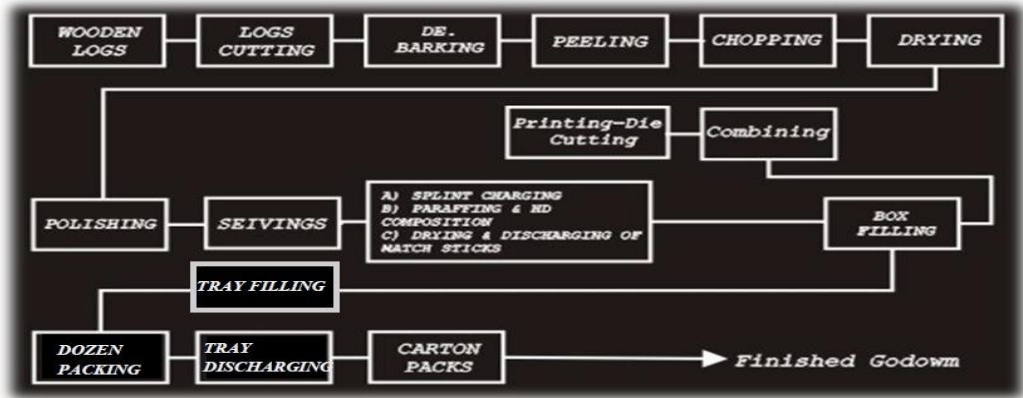 WOODEN
LOGS
LOGS
CUTTING
DE.
BARKING
PEELING
CHOPPING
DRYING
Printing-Die
Cutting
Combining
POLISHING
SEIVINGS
A) SPLINT CHARGING
B) PARAFFING & HD
COMPOSITION
C) DRYING & DISCHARGING OF
MATCH STICKS
BOX
FILLING
TRAY FILLING
DOZEN
PACKING
TRAY
DISCHARGING
CARTON
PACKS
Finished Godowm